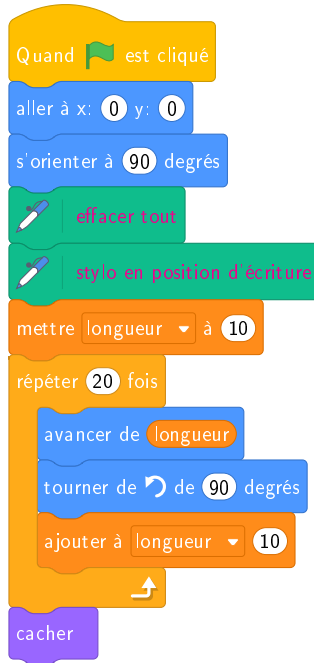 Quand est cliqué
aller à x: 0 y: 0
s'orienter à 90 degrés
effacer tout
stylo en position d'écriture
mettre longueur à 10
répéter 20 fois
avancer de longueur
tourner de de 90 degrés
ajouter à longueur 10
cacher